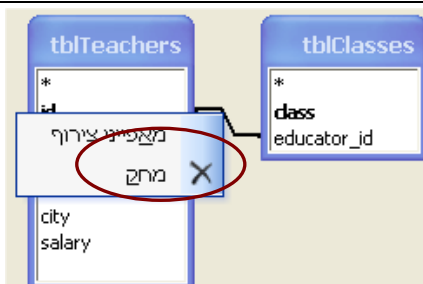 tblTeachers
*
id
מאפייני צירוף
מחק
city
salary
tblClasses
*
class
educator_id